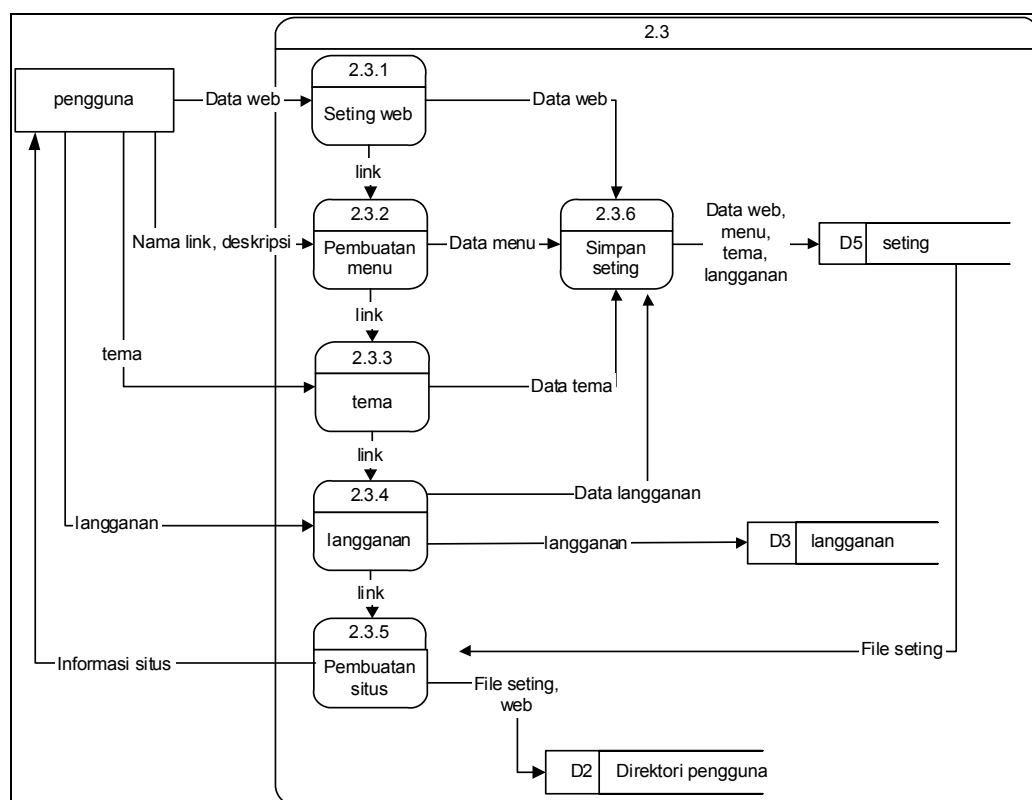 2.3
2.3.1
pengguna
Data web
Seting web
Data web
link
2.3.2
2.3.6
Data web,
menu,
tema,
langganan
Nama link, deskripsi
Pembuatan
menu
Data menu
Simpan
seting
D5
seting
link
tema
2.3.3
tema
Data tema
link
2.3.4
Data langganan
langganan
langganan
langganan
D3
langganan
link
2.3.5
Informasi situs
Pembuatan
situs
File seting
File seting,
web
D2
Direktori pengguna